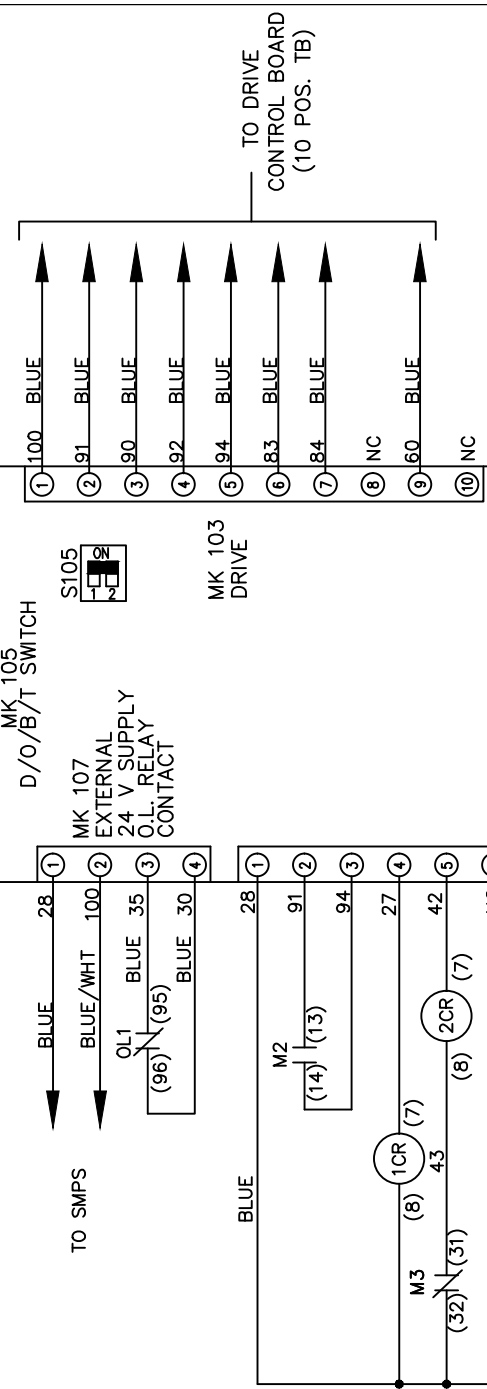 TO DRIVE
CONTROL BOARD
(10 POS. TB)
100 BLUE
91 BLUE
90 BLUE
92 BLUE
94 BLUE
83 BLUE
84 BLUE
NC
60 BLUE
NC
1
2
3
4
5
6
7
8
9
10
S105
ON
1 2
MK 103
DRIVE
MK 105
D/O/B/T SWITCH
MK 107
EXTERNAL
24 V SUPPLY
O.L. RELAY
CONTACT
1
2
3
4
28
100
35
30
BLUE
BLUE/WHT
BLUE
BLUE
OL1
(96) (95)
TO SMPS
1
2
3
4
5
28
91
94
27
42
BLUE
M2
(14) (13)
1CR
(8) (7)
43
2CR
(8) (7)
M3
(32) (31)